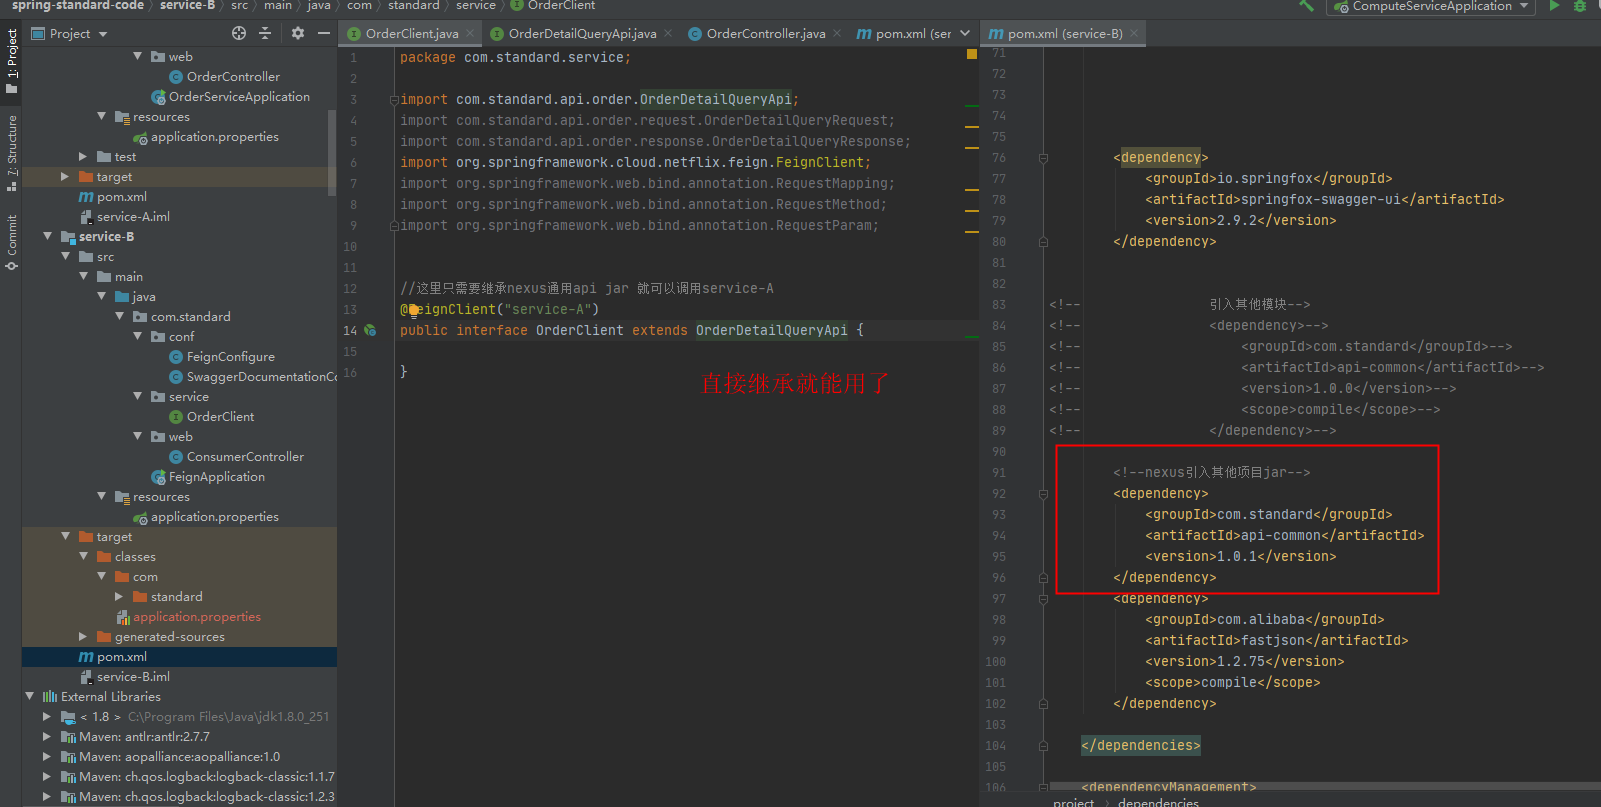 spring-standard-code service-B src main java com standard service OrderClient
ComputeServiceApplication
1: Project
Z: Structure
Commit
Project
web
OrderController
OrderServiceApplication
resources
application.properties
test
target
pom.xml
service-A.iml
service-B
src
main
java
com.standard
conf
FeignConfigure
SwaggerDocumentationCo
service
OrderClient
web
ConsumerController
FeignApplication
resources
application.properties
target
classes
com
standard
application.properties
generated-sources
pom.xml
service-B.iml
External Libraries
< 1.8 > C:\Program Files\Java\jdk1.8.0_251
Maven: antlr:antlr:2.7.7
Maven: aopalliance:aopalliance:1.0
Maven: ch.qos.logback:logback-classic:1.1.7
Maven: ch.qos.logback:logback-classic:1.2.3
OrderClient.java OrderDetailQueryApi.java OrderController.java pom.xml (ser
1 package com.standard.service;
2
3 import com.standard.api.order.OrderDetailQueryApi;
4 import com.standard.api.order.request.OrderDetailQueryRequest;
5 import com.standard.api.order.response.OrderDetailQueryResponse;
6 import org.springframework.cloud.netflix.feign.FeignClient;
7 import org.springframework.web.bind.annotation.RequestMapping;
8 import org.springframework.web.bind.annotation.RequestMethod;
9 import org.springframework.web.bind.annotation.RequestParam;
10
11
12 //这里只需要继承nexus通用api jar 就可以调用service-A
13 @FeignClient("service-A")
14 public interface OrderClient extends OrderDetailQueryApi {
15
16 }
直接继承就能用了
pom.xml (service-B)
71
72
73
74
75
76 <dependency>
77 <groupId>io.springfox</groupId>
78 <artifactId>springfox-swagger-ui</artifactId>
79 <version>2.9.2</version>
80 </dependency>
81
82
83 <!-- 引入其他模块-->
84 <!-- <dependency>-->
85 <!-- <groupId>com.standard</groupId>-->
86 <!-- <artifactId>api-common</artifactId>-->
87 <!-- <version>1.0.0</version>-->
88 <!-- <scope>compile</scope>-->
89 <!-- </dependency>-->
90
91 <!--nexus引入其他项目jar-->
92 <dependency>
93 <groupId>com.standard</groupId>
94 <artifactId>api-common</artifactId>
95 <version>1.0.1</version>
96 </dependency>
97 <dependency>
98 <groupId>com.alibaba</groupId>
99 <artifactId>fastjson</artifactId>
100 <version>1.2.75</version>
101 <scope>compile</scope>
102 </dependency>
103
104 </dependencies>
105
106 <dependencyManagement>
project dependencies